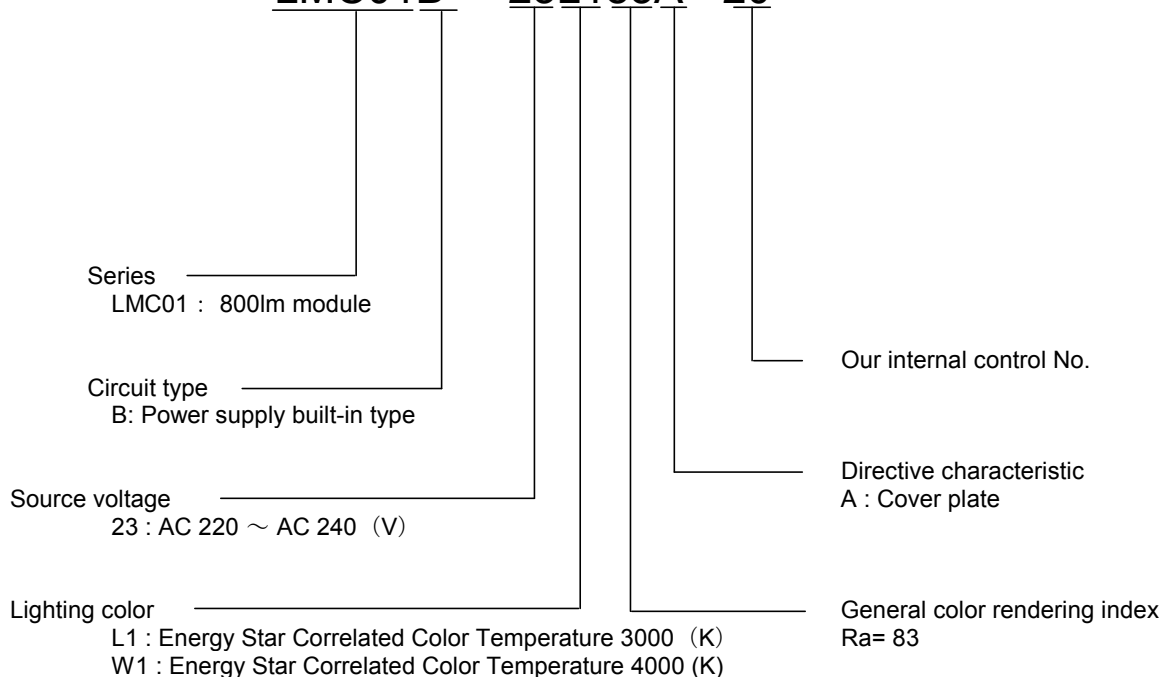 Series
LMC01 : 800lm module
Our internal control No.
Circuit type
B: Power supply built-in type
Directive characteristic
A : Cover plate
Source voltage
23 : AC 220 ～ AC 240 （V）
Lighting color
General color rendering index
L1 : Energy Star Correlated Color Temperature 3000 （K）
Ra= 83
W1 : Energy Star Correlated Color Temperature 4000 (K)